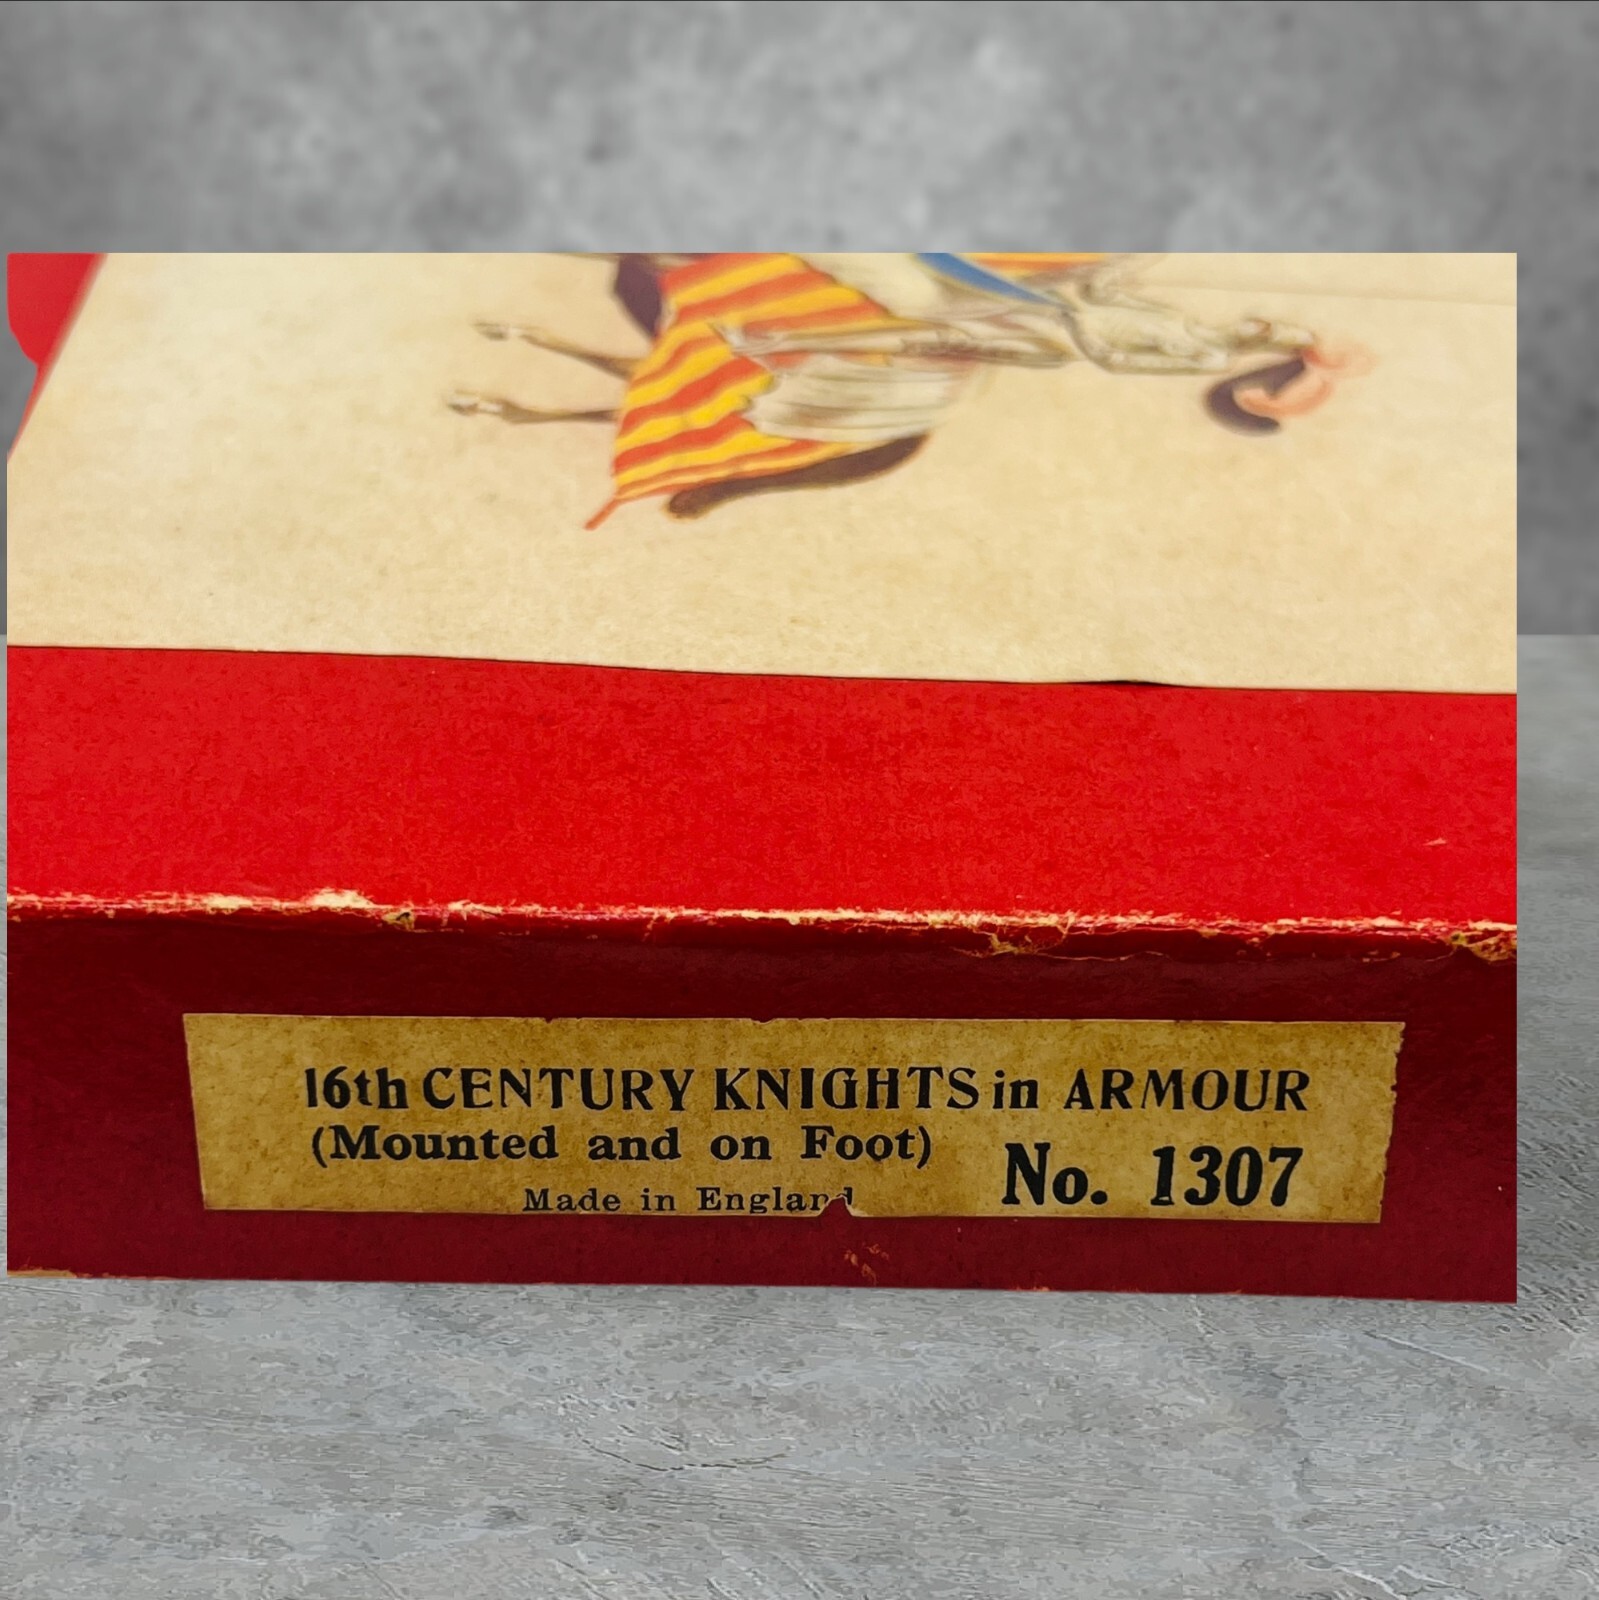 16th CENTURY KNIGHTS in ARMOUR
(Mounted and on Foot) No. 1307
Made in England